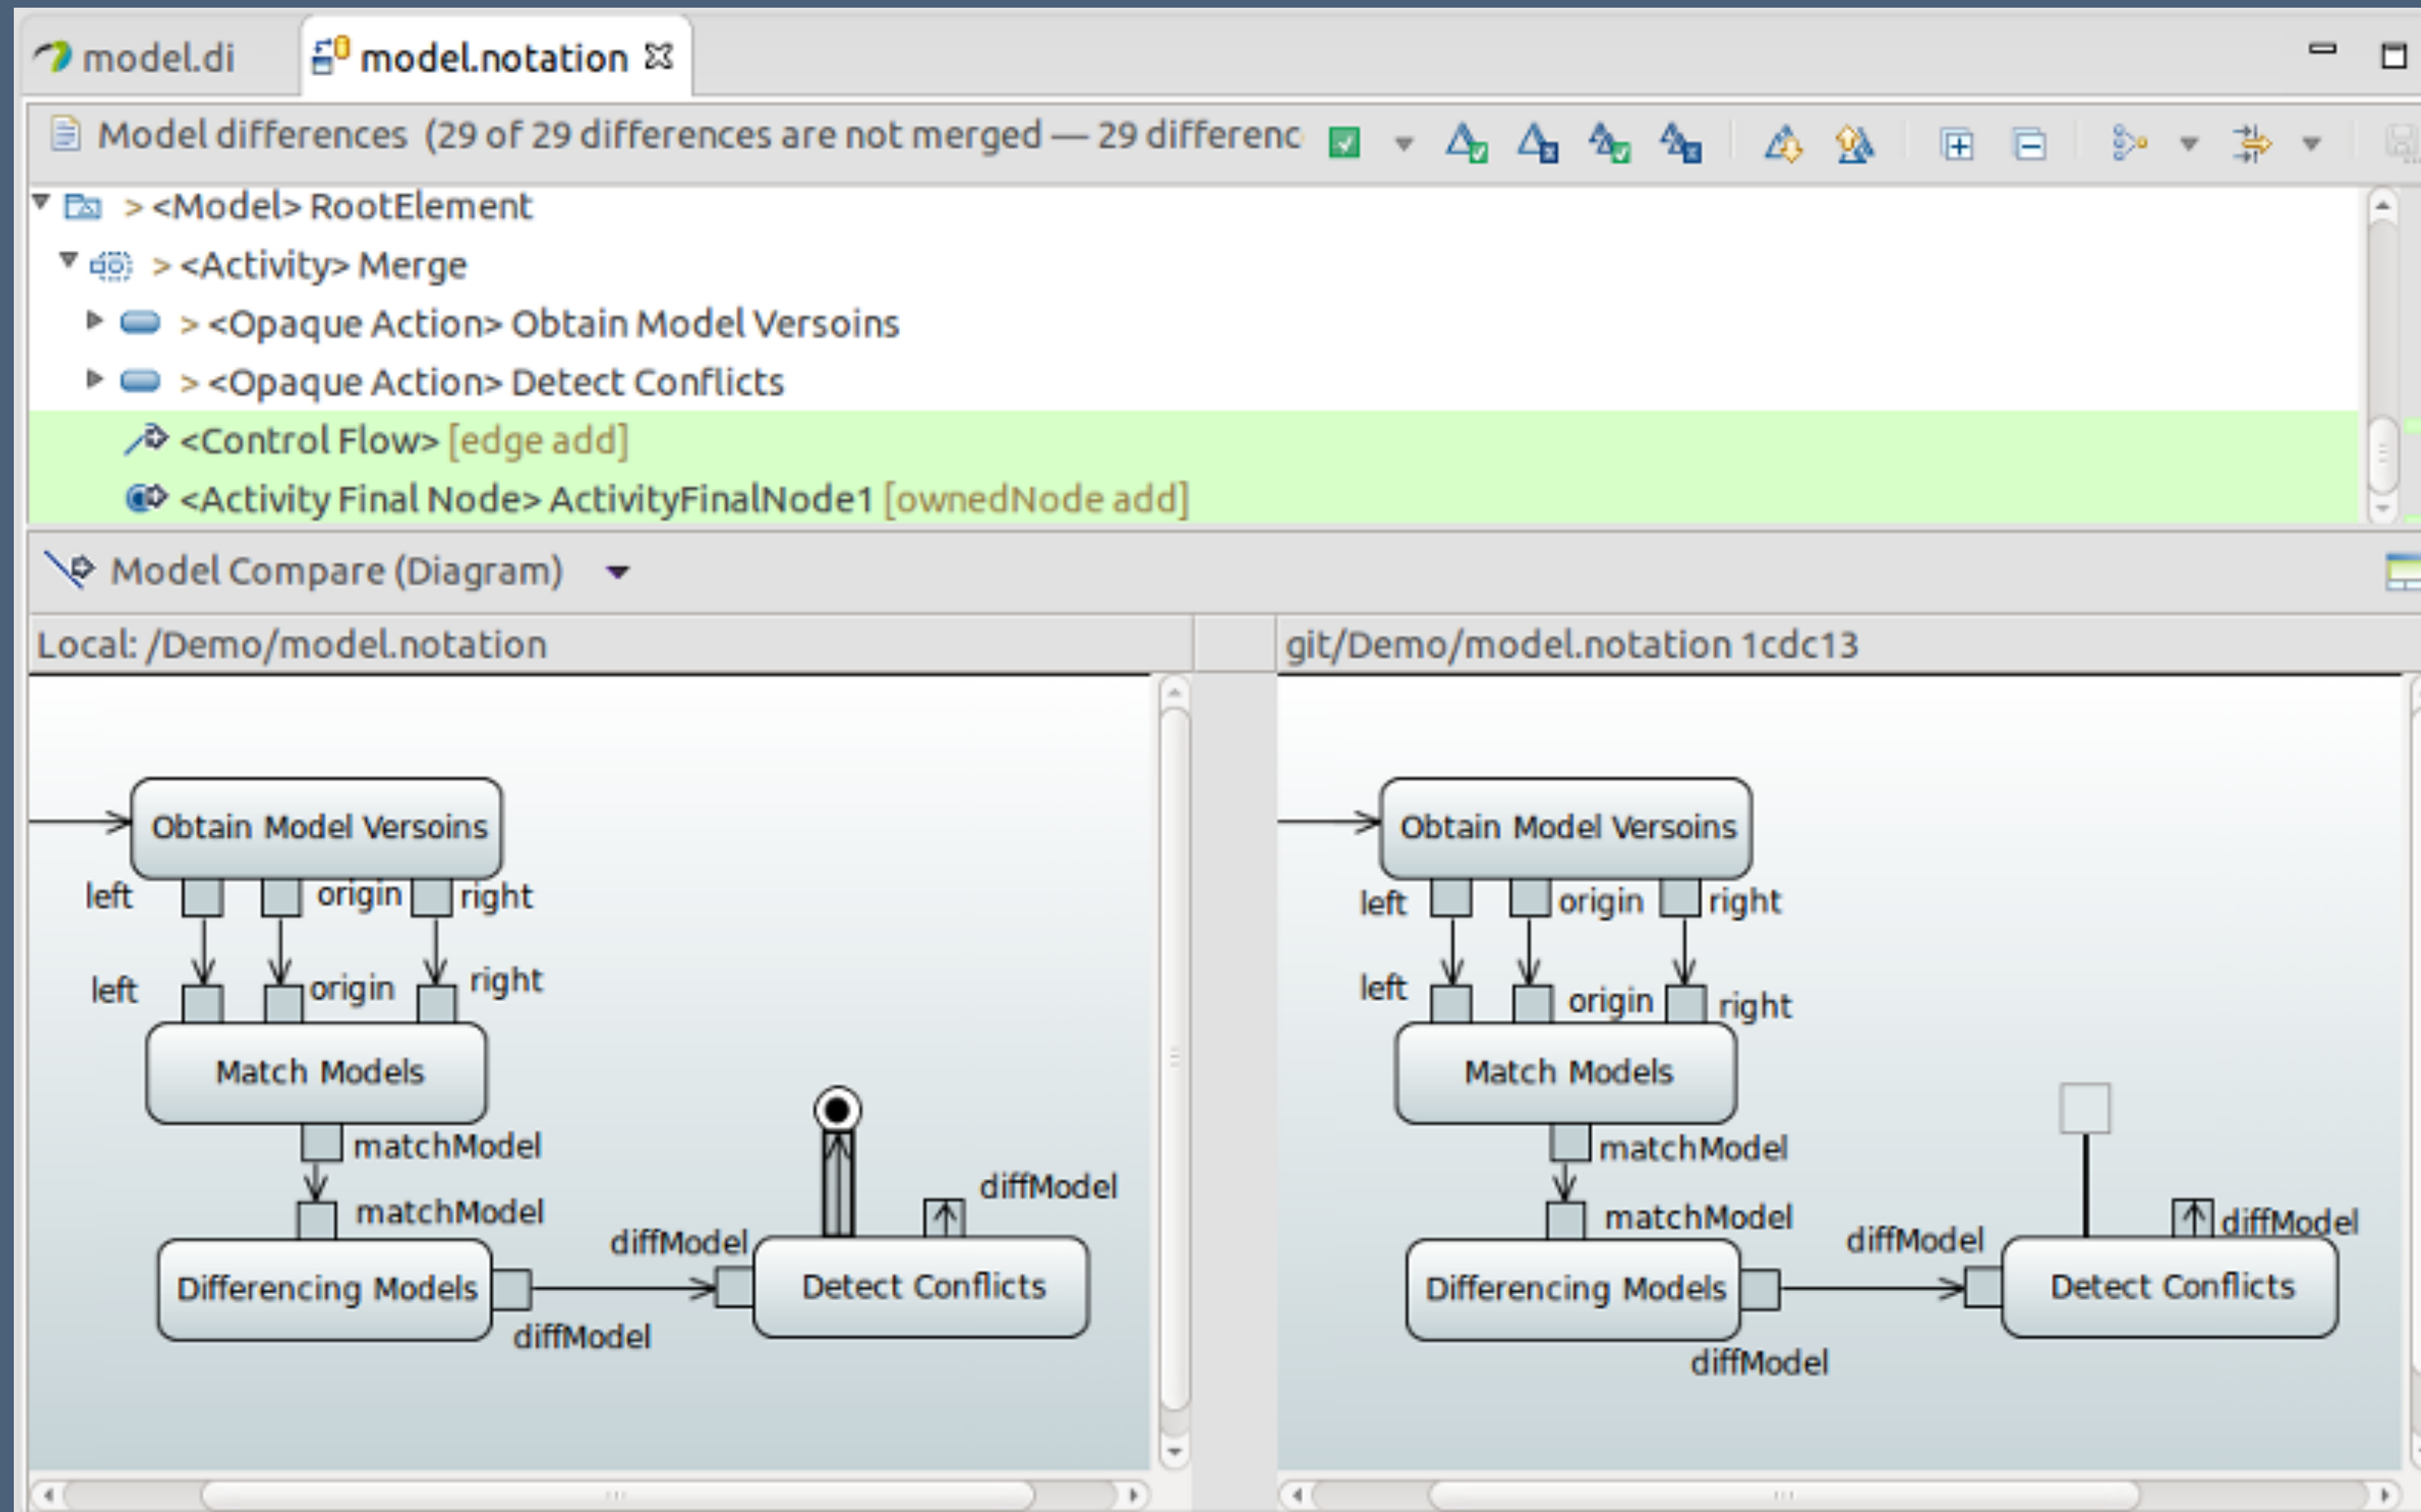 model.di model.notation
Model differences (29 of 29 differences are not merged — 29 differenc
> <Model> RootElement
> <Activity> Merge
> <Opaque Action> Obtain Model Versoins
> <Opaque Action> Detect Conflicts
<Control Flow> [edge add]
<Activity Final Node> ActivityFinalNode1 [ownedNode add]
Model Compare (Diagram)
Local: /Demo/model.notation
Obtain Model Versoins
left origin right
left origin right
Match Models
matchModel
matchModel
diffModel
diffModel
Differencing Models
Detect Conflicts
diffModel
git/Demo/model.notation 1cdc13
Obtain Model Versoins
left origin right
left origin right
Match Models
matchModel
matchModel
diffModel
diffModel
Differencing Models
Detect Conflicts
diffModel